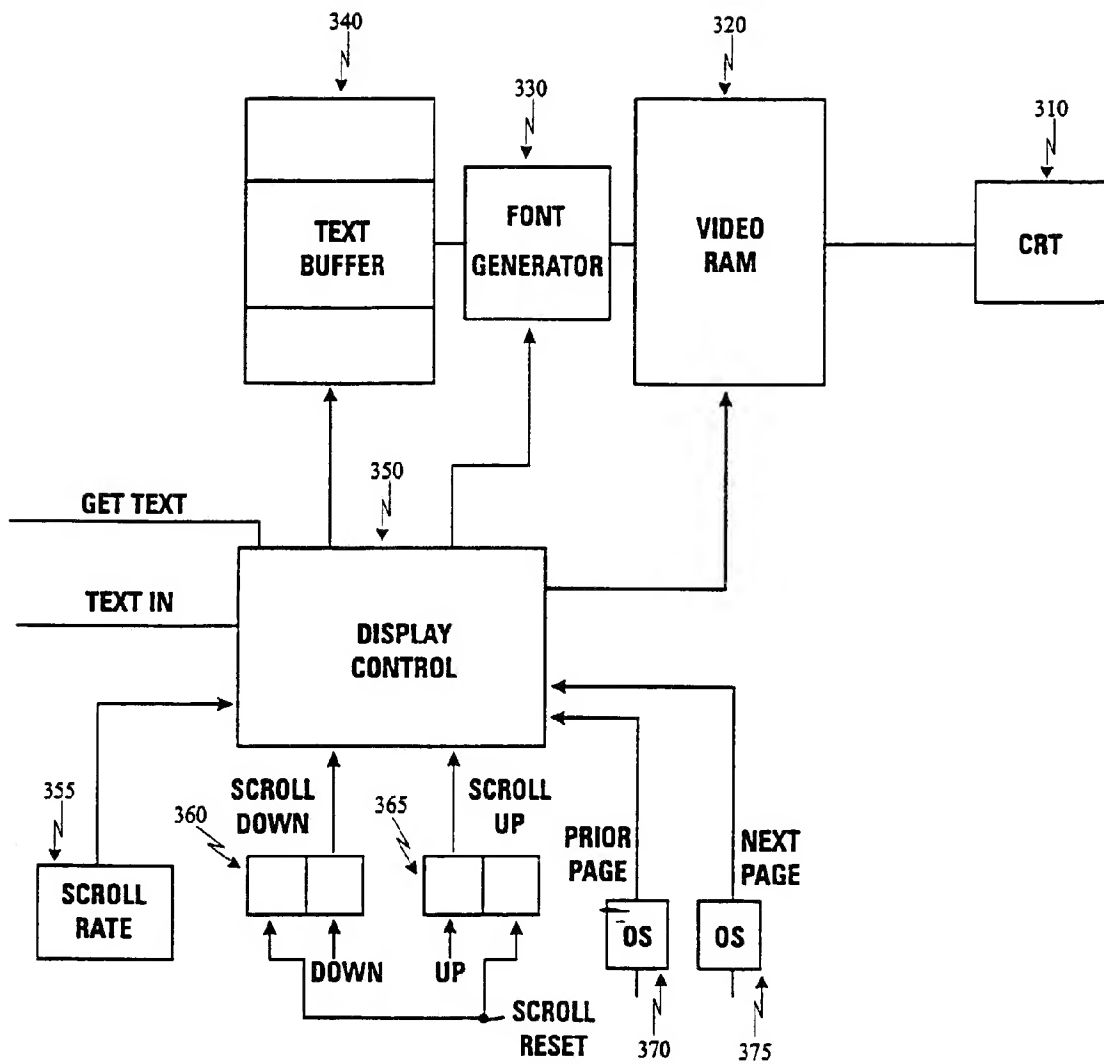 340
320
330
310
TEXT
BUFFER
FONT
GENERATOR
VIDEO
RAM
CRT
350
GET TEXT
TEXT IN
DISPLAY
CONTROL
355
SCROLL
RATE
360
SCROLL
DOWN
365
SCROLL
UP
PRIOR
PAGE
NEXT
PAGE
OS
OS
DOWN
UP
SCROLL
RESET
370
375